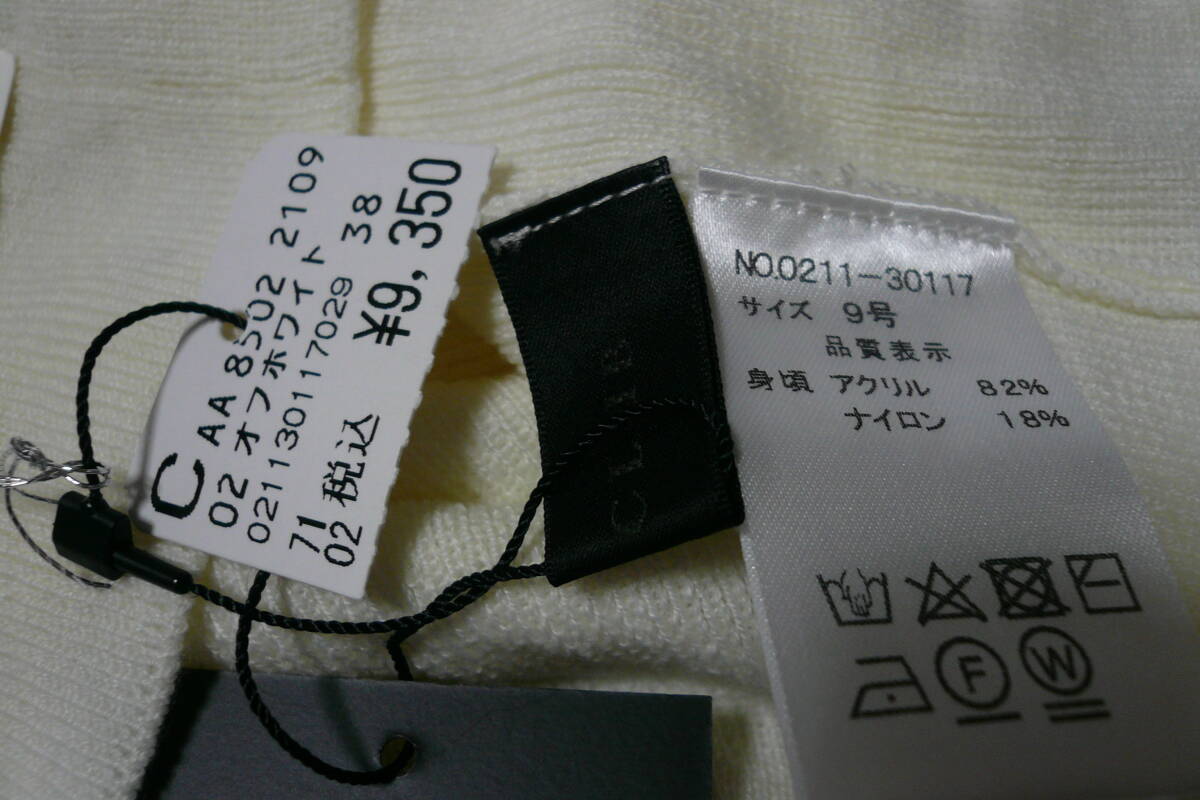 C AA 8502 2109
02 オフホワイト
021130117029 38
71 ¥9,350
02 税込
NO.0211-30117
サイズ 9号
品質表示
身頃 アクリル 82%
ナイロン 18%
F
W